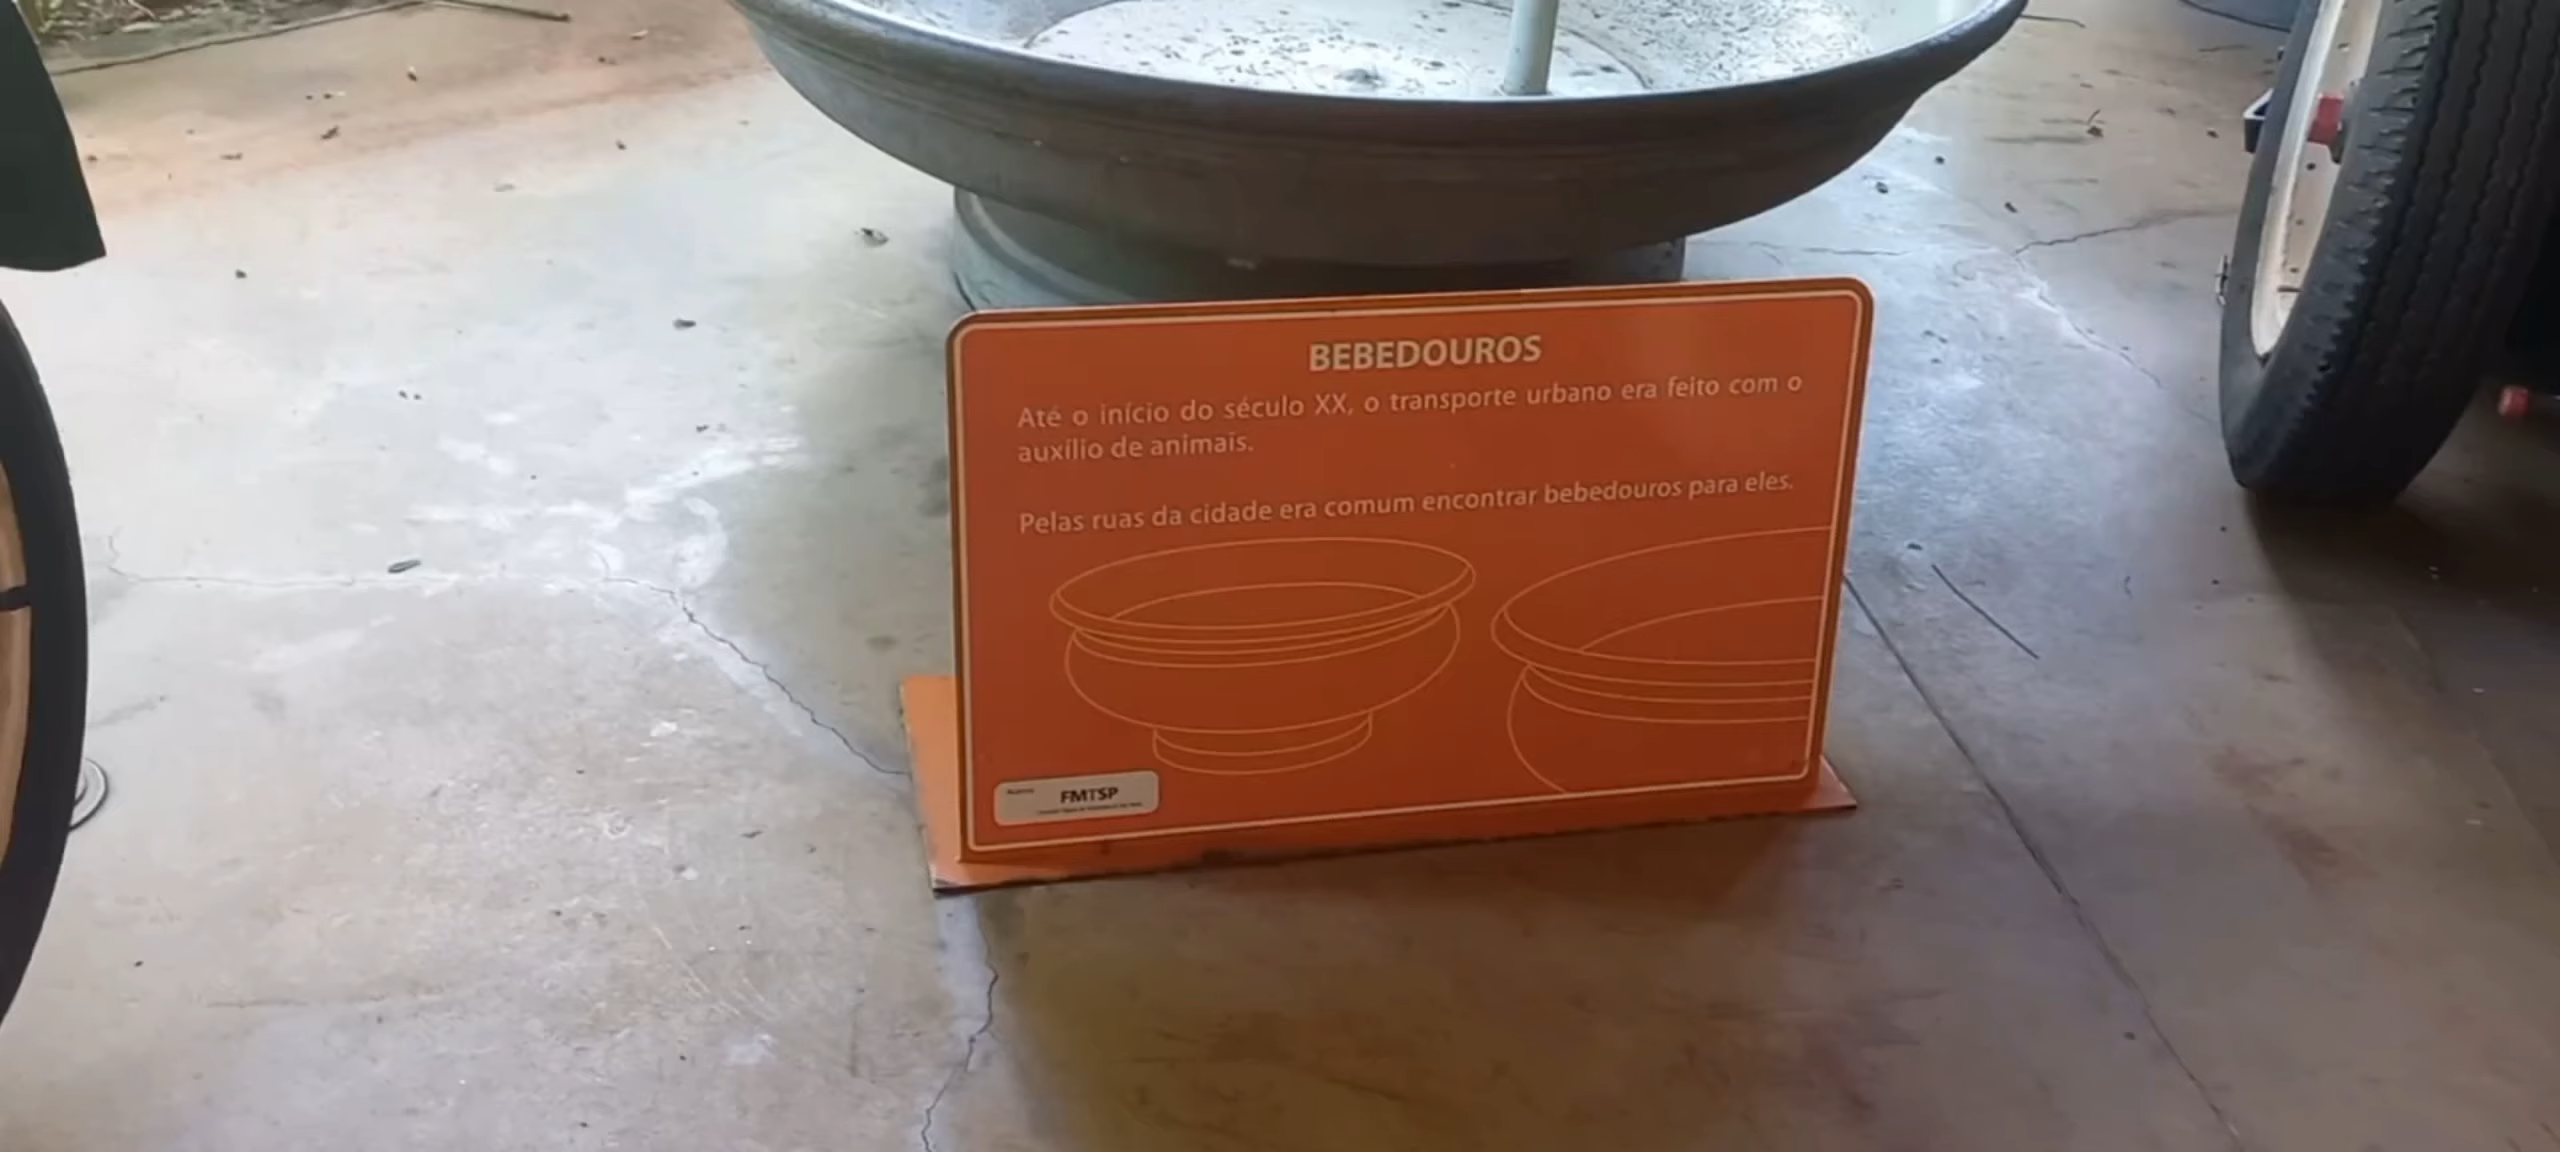 BEBEDOUROS
Até o início do século XX, o transporte urbano era feito com o
auxílio de animais.
Pelas ruas da cidade era comum encontrar bebedouros para eles.
FMTSP